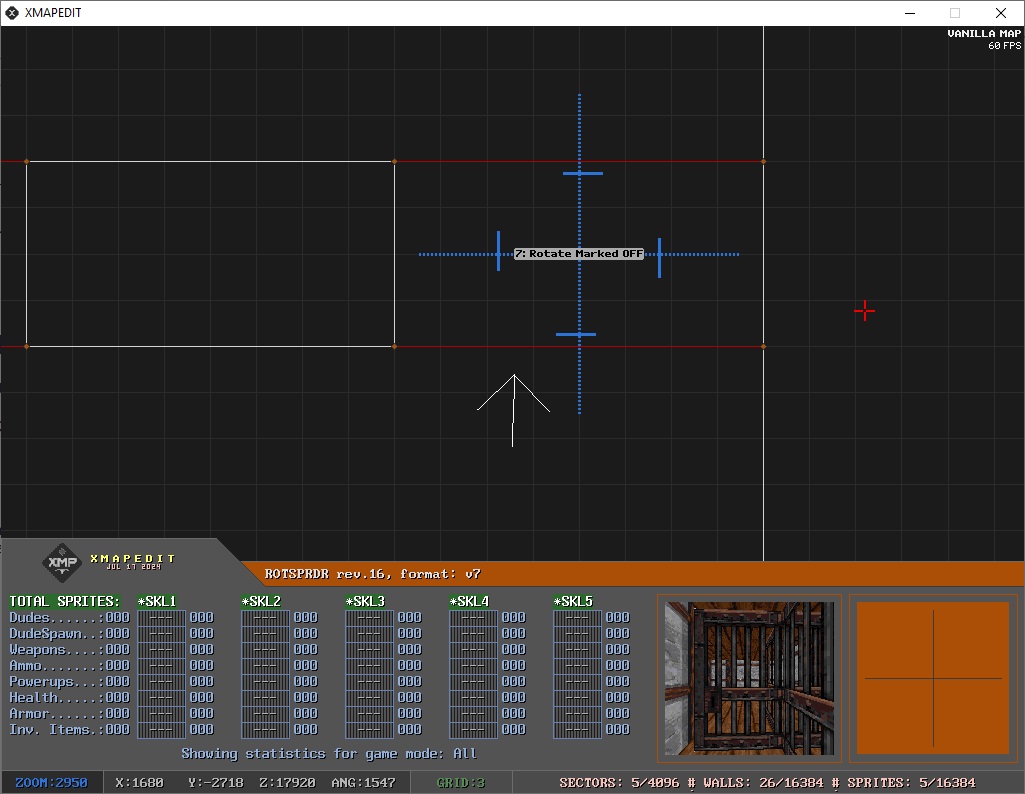 XMAPEDIT
VANILLA MAP
60 FPS
7: Rotate Marked OFF
XMP
XMAPEDIT
JUL 17 2024
ROTSPRDR rev.16, format: v7
TOTAL SPRITES: *SKL1 *SKL2 *SKL3 *SKL4 *SKL5
Dudes......:000 --- 000 --- 000 --- 000 --- 000 --- 000
DudeSpawn..:000 --- 000 --- 000 --- 000 --- 000 --- 000
Weapons....:000 --- 000 --- 000 --- 000 --- 000 --- 000
Ammo.......:000 --- 000 --- 000 --- 000 --- 000 --- 000
Powerups...:000 --- 000 --- 000 --- 000 --- 000 --- 000
Health.....:000 --- 000 --- 000 --- 000 --- 000 --- 000
Armor......:000 --- 000 --- 000 --- 000 --- 000 --- 000
Inv. Items.:000 --- 000 --- 000 --- 000 --- 000 --- 000
Showing statistics for game mode: All
ZOOM:2950 X:1680 Y:-2718 Z:17920 ANG:1547 GRID:3 SECTORS: 5/4096 # WALLS: 26/16384 # SPRITES: 5/16384